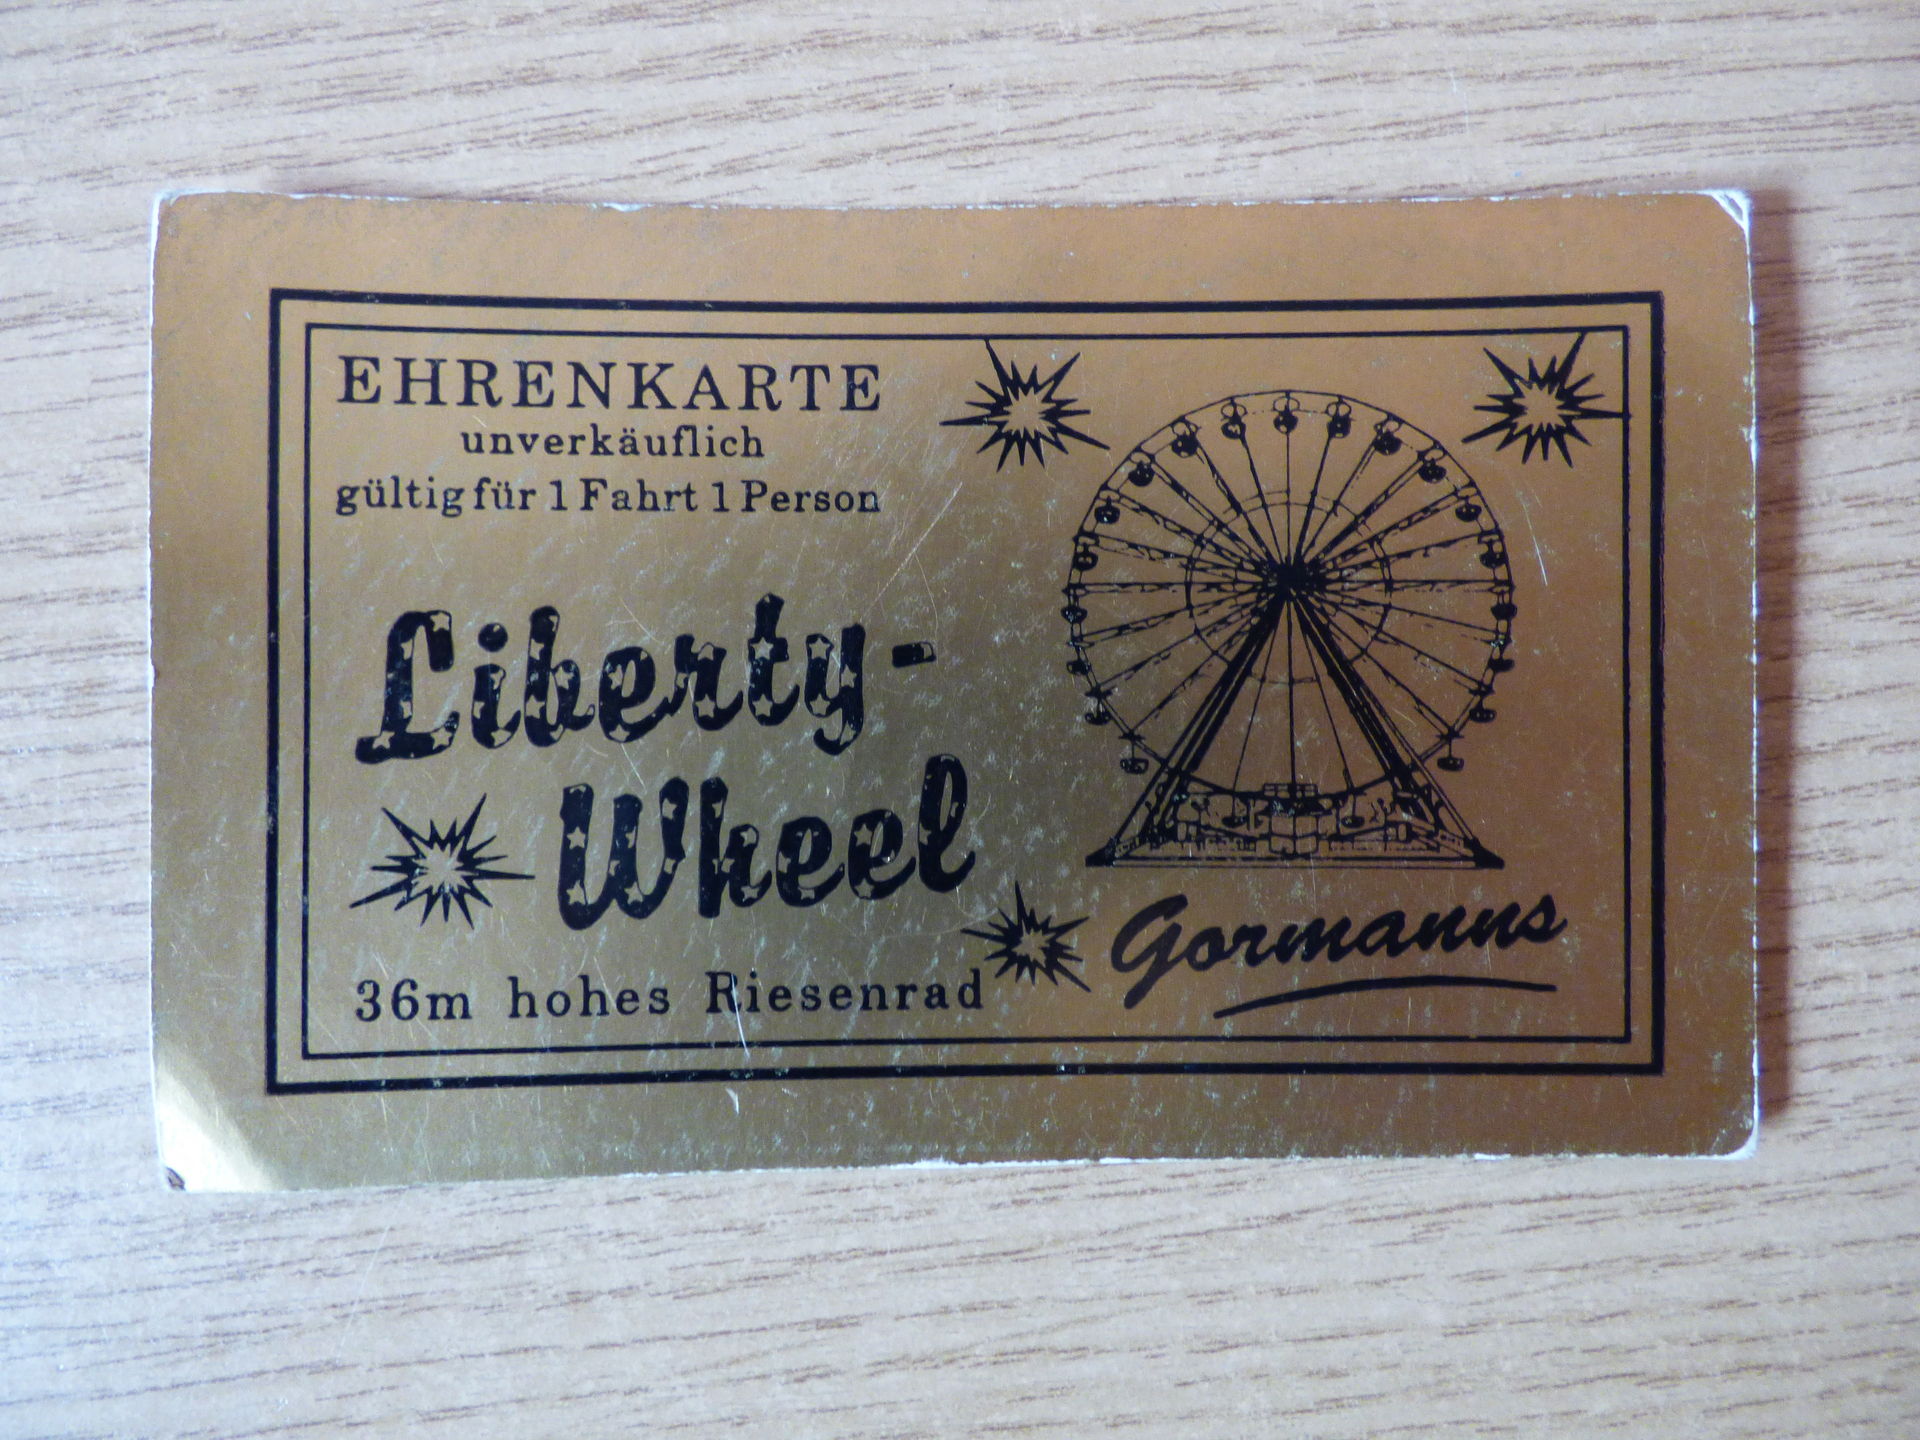 EHRENKARTE
unverkäuflich
gültig für 1 Fahrt 1 Person
Liberty-
Wheel
36m hohes Riesenrad
Gormanns